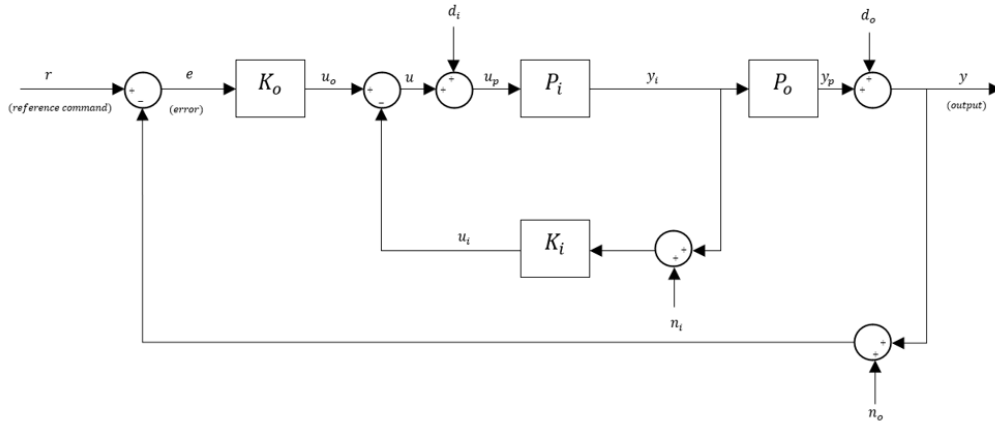 d_i
d_o
r
(reference command)
+
−
e
(error)
K_o
u_o
+
−
u
+
+
u_p
P_i
y_i
P_o
y_p
+
+
y
(output)
u_i
K_i
+
+
n_i
+
+
n_o